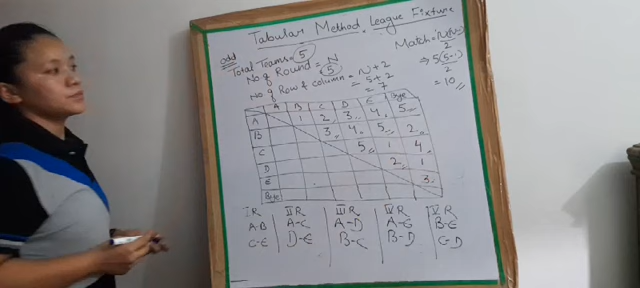 Tabular Method League Fixture
odd
Total Teams = 5
No of Round = N
5
No of Row & column = N + 2
= 5 + 2
= 7
Match = N(N-1)
2
⇒ 5(5-1)
2
= 10
A B C D E Bye
A 1 2 3 4 5
B 3 4 5 2
C 5 1 4
D 2 1
E 3
Bye
I R II R III R IV R V R
A-B A-C A-D A-E B-E
C-E D-E B-C B-D C-D